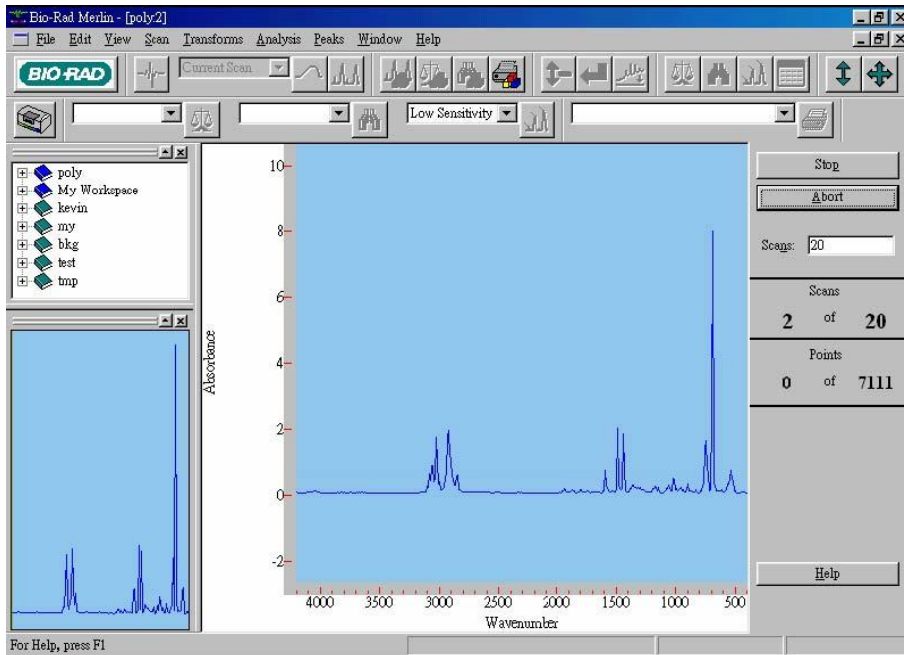 Bio-Rad Merlin - [poly:2]
File Edit View Scan Transforms Analysis Peaks Window Help
BIO-RAD Current Scan
Low Sensitivity
poly
My Workspace
kevin
my
bkg
test
tmp
10
8
6
4
2
0
-2
Absorbance
4000 3500 3000 2500 2000 1500 1000 500
Wavenumber
Stop
Abort
Scans: 20
Scans
2 of 20
Points
0 of 7111
Help
For Help, press F1